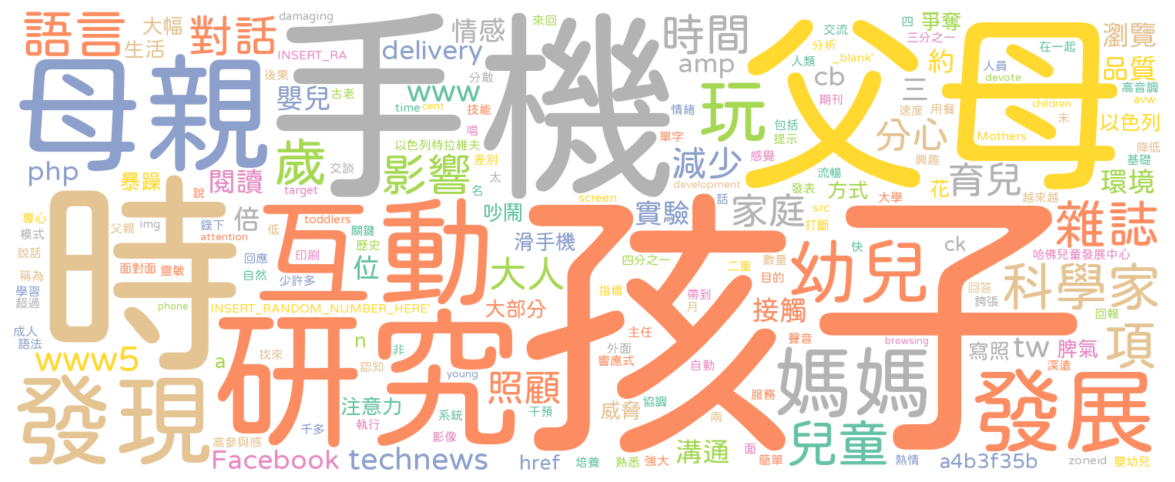 語言 大幅 對話 damaging 情感 時間 來回 交流 四 爭奪 瀏覽
生活 INSERT_RA delivery amp 人類 分析 _blank' 三分之一 約 在一起 品質
母親 手機 父母
後果 古老 嬰兒 www 分散 技能 情緒 cb 期刊 三 人員 devote 高音調
php 歲 time cent 唱 單字 玩 包括 提示 速度 用餐 children 未 avw
暴躁 閱讀 交談 以色列特拉維夫 影響 差別 減少 感覺 分心 Mothers 以色列 降低
target 太 development 流暢 方式 花 興趣 育兒 基礎 環境
專心 說 名 screen 發表 大學 越來越
時 父親 img 錄下 倍 低 toddlers 關鍵 吵鬧 實驗 話 家庭 src
模式 attention 互動 歷史 滑手機 打斷 雜誌
說話 面對面 靈敏 回應 印刷 位 大人 四分之一 二重 數量 幼兒 快 ck 哈佛兒童發展中心
稱為 自然 少許多 目的 科學家
學習 超過 phone INSERT_RANDOM_NUMBER_HERE' 大部分 指標 帶到 月 接觸 回答 誇張 回報
孩子
成人 語法 研究 主任 聲音 browsing 寫照 tw 脾氣 項
www5 a 找來 n 非 外面 響應式 媽媽 深遠
發現 認知 young 照顧 自動 服務 發展
注意力 系統 干預 威脅 協調 兩
高參與感 千多 執行 影像 溝通 面 兒童
Facebook technews href 培養 熟悉 強大 簡單 熱情 a4b3f35b zoneid 嬰幼兒